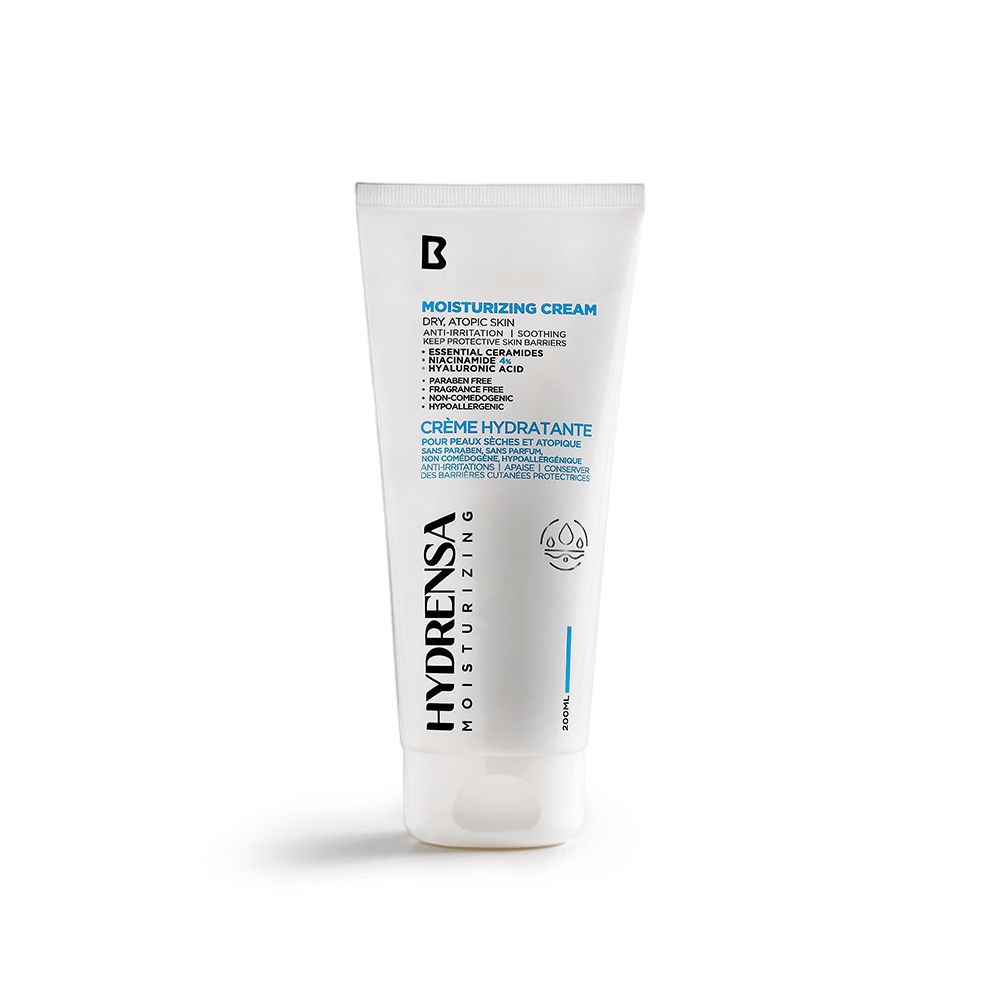 B
MOISTURIZING CREAM
DRY, ATOPIC SKIN
ANTI-IRRITATION | SOOTHING
KEEP PROTECTIVE SKIN BARRIERS
• ESSENTIAL CERAMIDES
• NIACINAMIDE 4%
• HYALURONIC ACID
• PARABEN FREE
• FRAGRANCE FREE
• NON-COMEDOGENIC
• HYPOALLERGENIC
CRÈME HYDRATANTE
POUR PEAUX SÈCHES ET ATOPIQUE
SANS PARABEN, SANS PARFUM,
NON COMÉDOGÈNE, HYPOALLERGÉNIQUE
ANTI-IRRITATIONS | APAISE | CONSERVER
DES BARRIÈRES CUTANÉES PROTECTRICES
HYDRENSA
MOISTURIZING
200ML